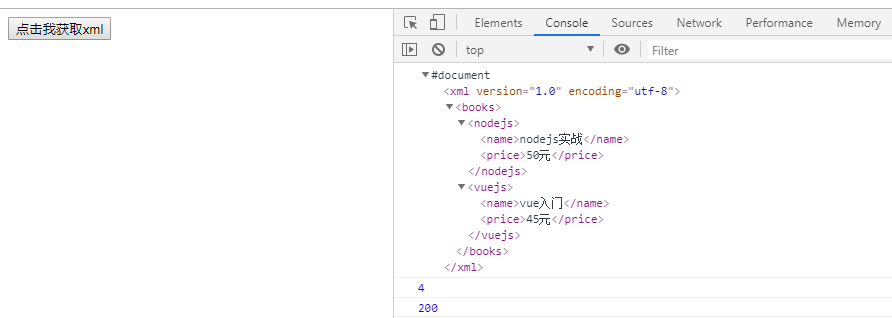 点击我获取xml
Elements Console Sources Network Performance Memory
top Filter
#document
<xml version="1.0" encoding="utf-8">
<books>
<nodejs>
<name>nodejs实战</name>
<price>50元</price>
</nodejs>
<vuejs>
<name>vue入门</name>
<price>45元</price>
</vuejs>
</books>
</xml>
4
200